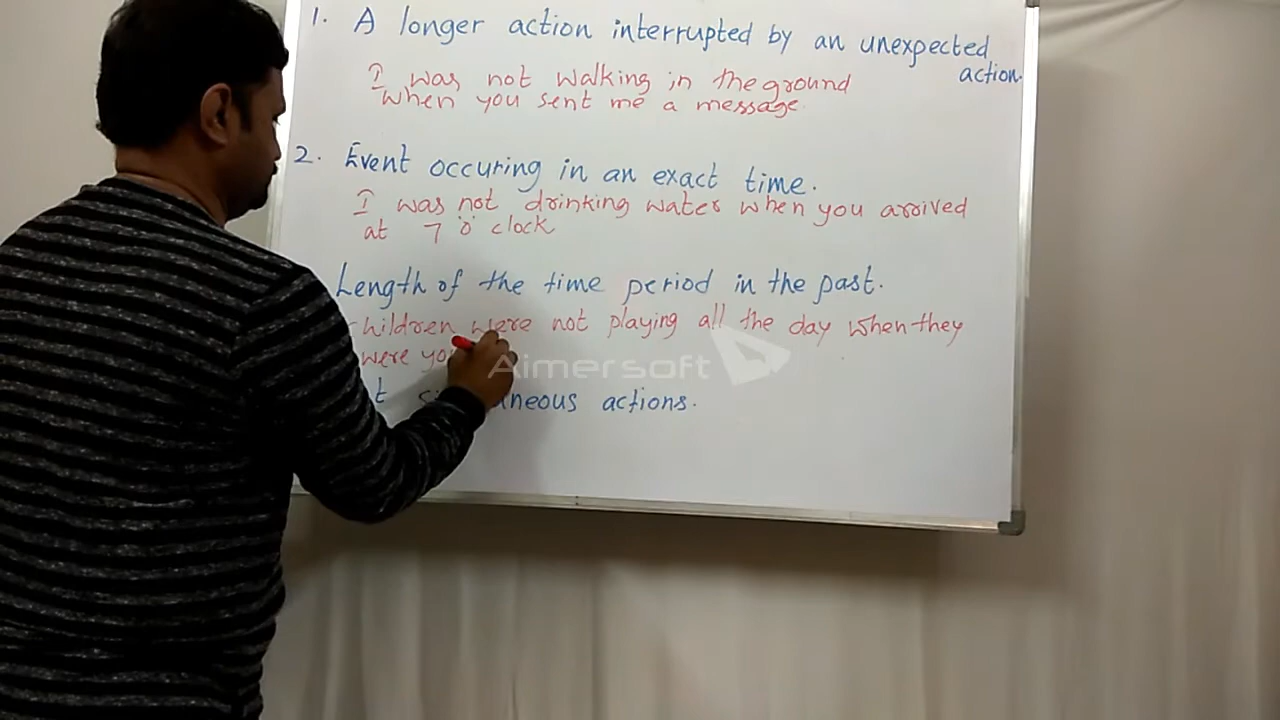 1. A longer action interrupted by an unexpected
action.
I was not walking in the ground
when you sent me a message.
2. Event occuring in an exact time.
I was not drinking water when you arrived
at 7 o' clock
Length of the time period in the past.
children were not playing all the day when they
were
Aimersoft
actions.